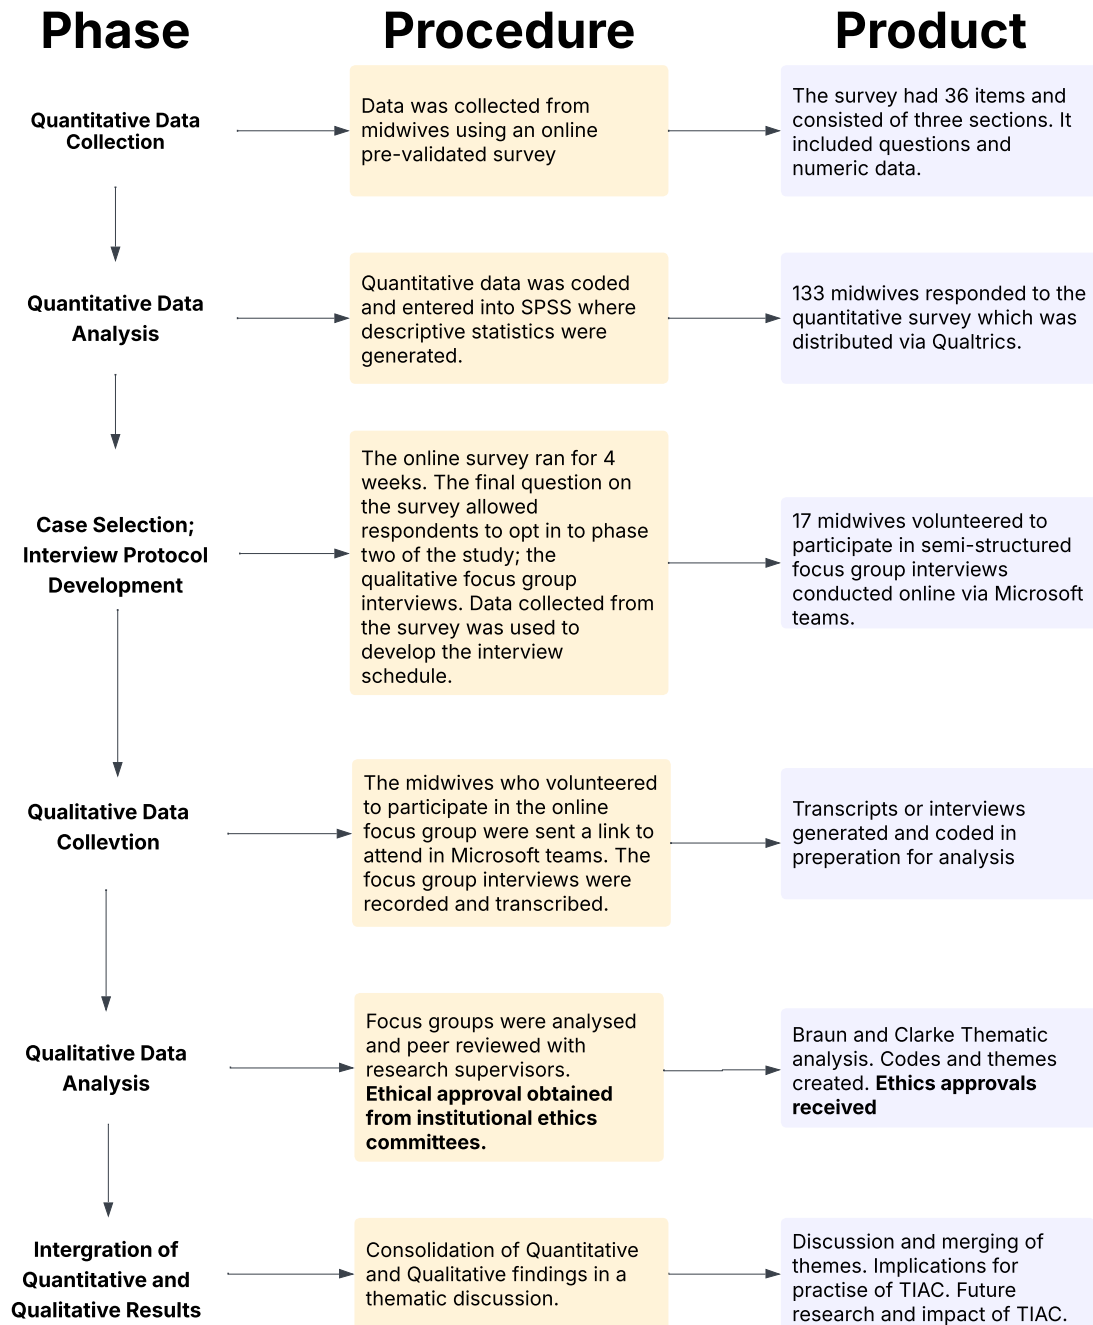 Phase
Procedure
Product
Quantitative Data
Collection
Data was collected from
midwives using an online
pre-validated survey
The survey had 36 items and
consisted of three sections. It
included questions and
numeric data.
Quantitative Data
Analysis
Quantitative data was coded
and entered into SPSS where
descriptive statistics were
generated.
133 midwives responded to the
quantitative survey which was
distributed via Qualtrics.
Case Selection;
Interview Protocol
Development
The online survey ran for 4
weeks. The final question on
the survey allowed
respondents to opt in to phase
two of the study; the
qualitative focus group
interviews. Data collected from
the survey was used to
develop the interview
schedule.
17 midwives volunteered to
participate in semi-structured
focus group interviews
conducted online via Microsoft
teams.
Qualitative Data
Collevtion
The midwives who volunteered
to participate in the online
focus group were sent a link to
attend in Microsoft teams. The
focus group interviews were
recorded and transcribed.
Transcripts or interviews
generated and coded in
preperation for analysis
Qualitative Data
Analysis
Focus groups were analysed
and peer reviewed with
research supervisors.
Ethical approval obtained
from institutional ethics
committees.
Braun and Clarke Thematic
analysis. Codes and themes
created. Ethics approvals
received
Intergration of
Quantitative and
Qualitative Results
Consolidation of Quantitative
and Qualitative findings in a
thematic discussion.
Discussion and merging of
themes. Implications for
practise of TIAC. Future
research and impact of TIAC.